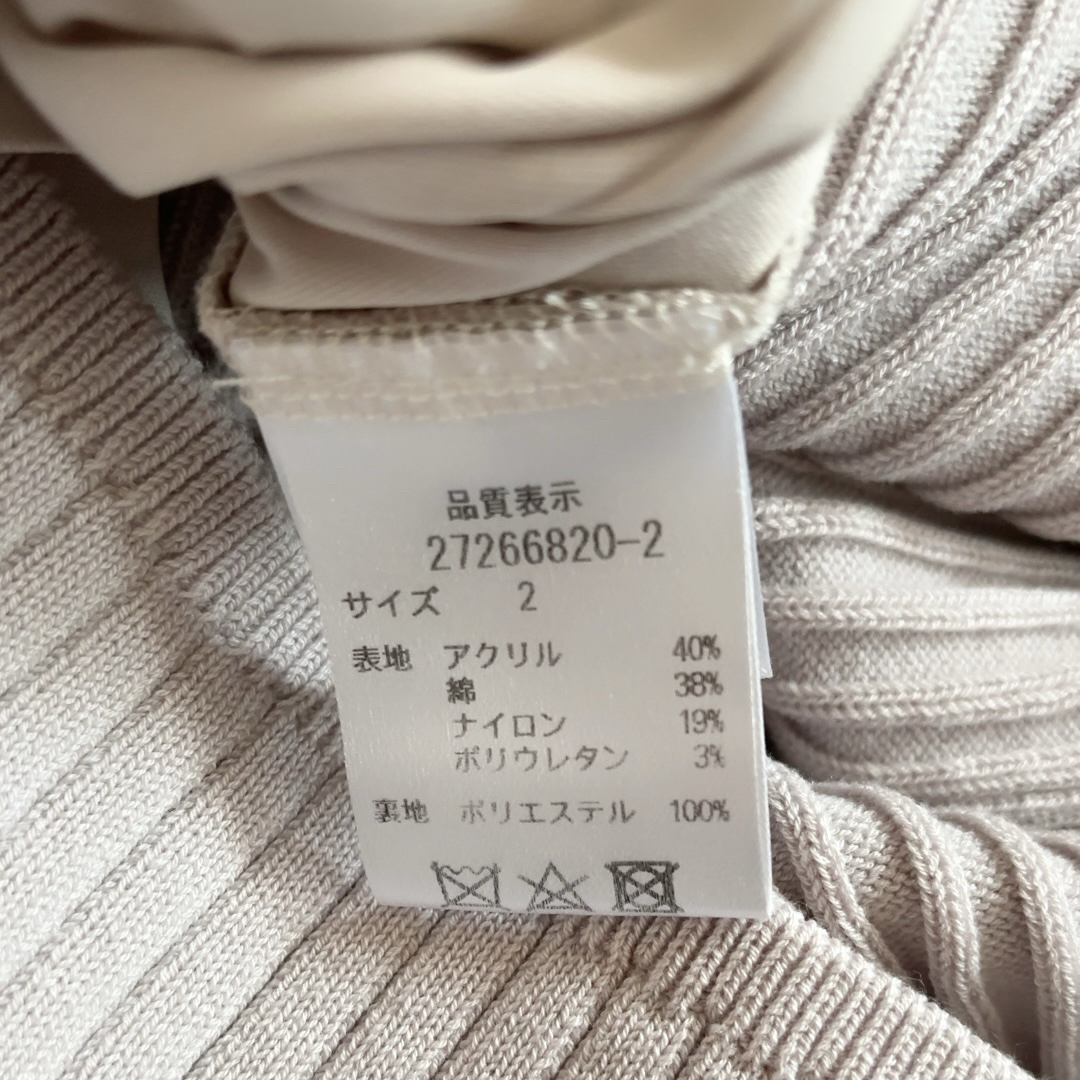 品質表示
27266820-2
サイズ 2
表地 アクリル 40%
綿 38%
ナイロン 19%
ポリウレタン 3%
裏地 ポリエステル 100%